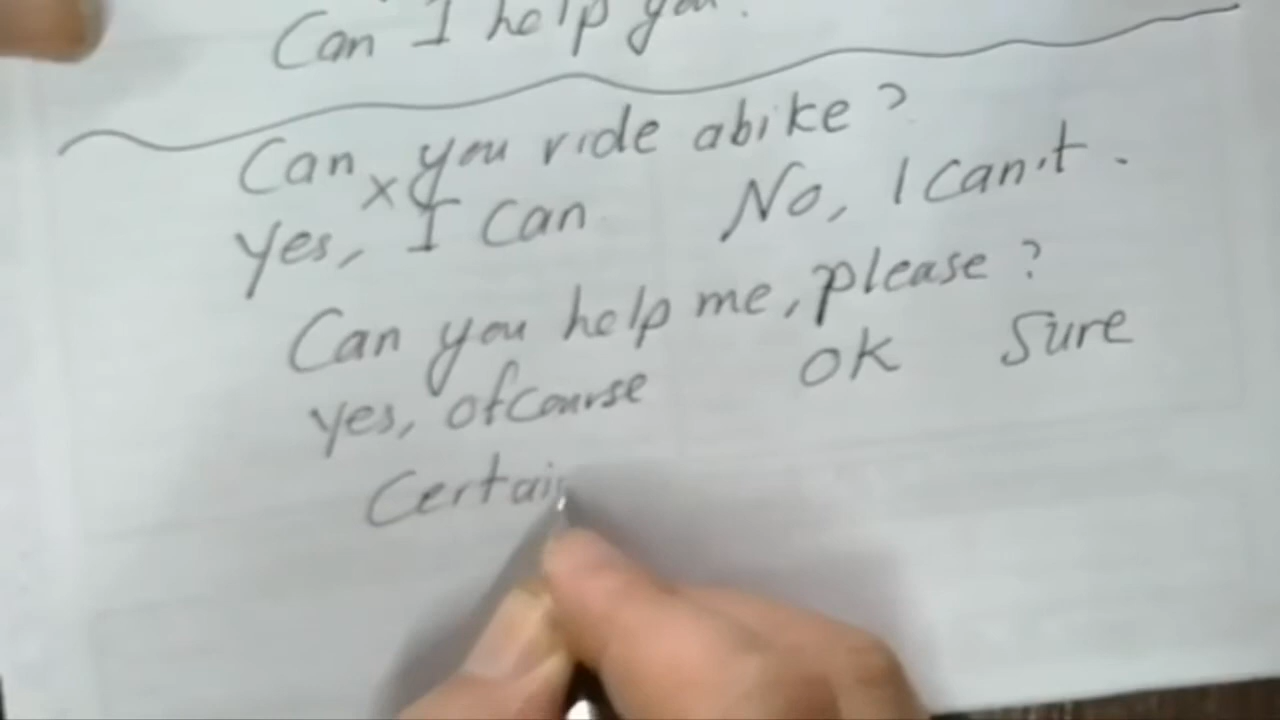 Can I help you.
Can you ride abike?
x
Yes, I can No, I can't.
Can you help me, please?
yes, ofcourse ok Sure
Certai